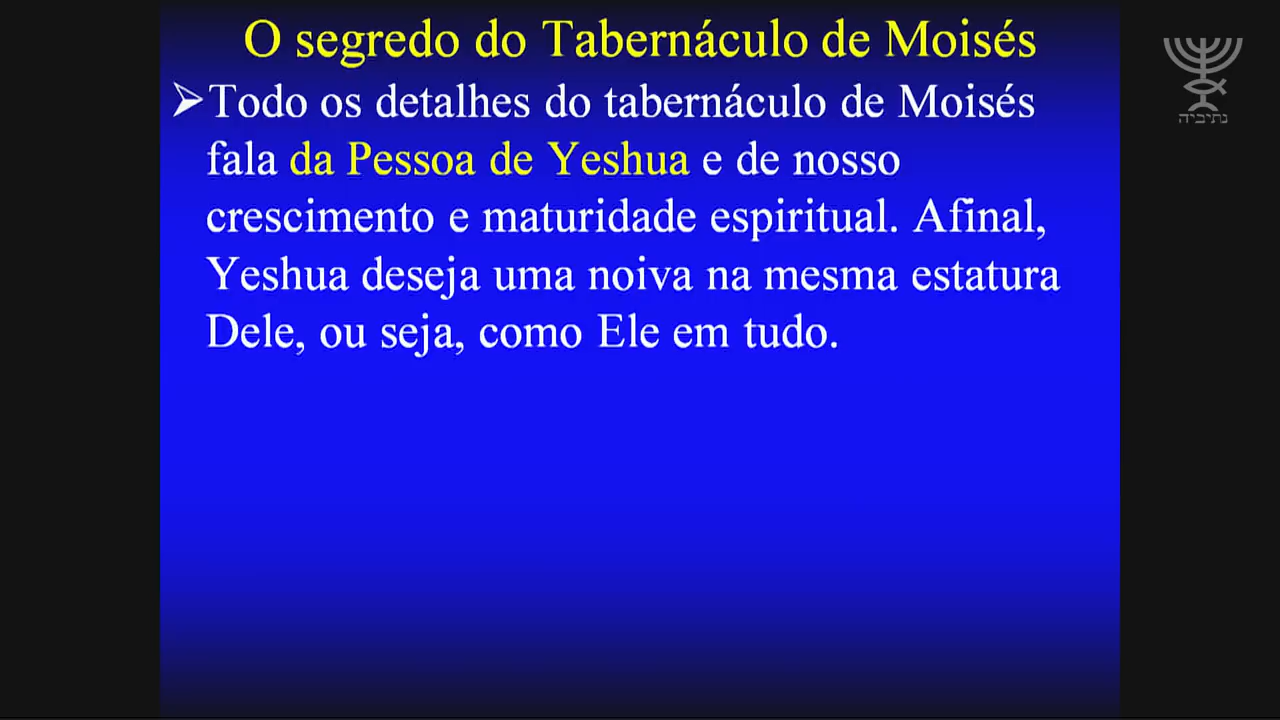 O segredo do Tabernáculo de Moisés
➢Todo os detalhes do tabernáculo de Moisés
fala da Pessoa de Yeshua e de nosso
crescimento e maturidade espiritual. Afinal,
Yeshua deseja uma noiva na mesma estatura
Dele, ou seja, como Ele em tudo.
נתיביה